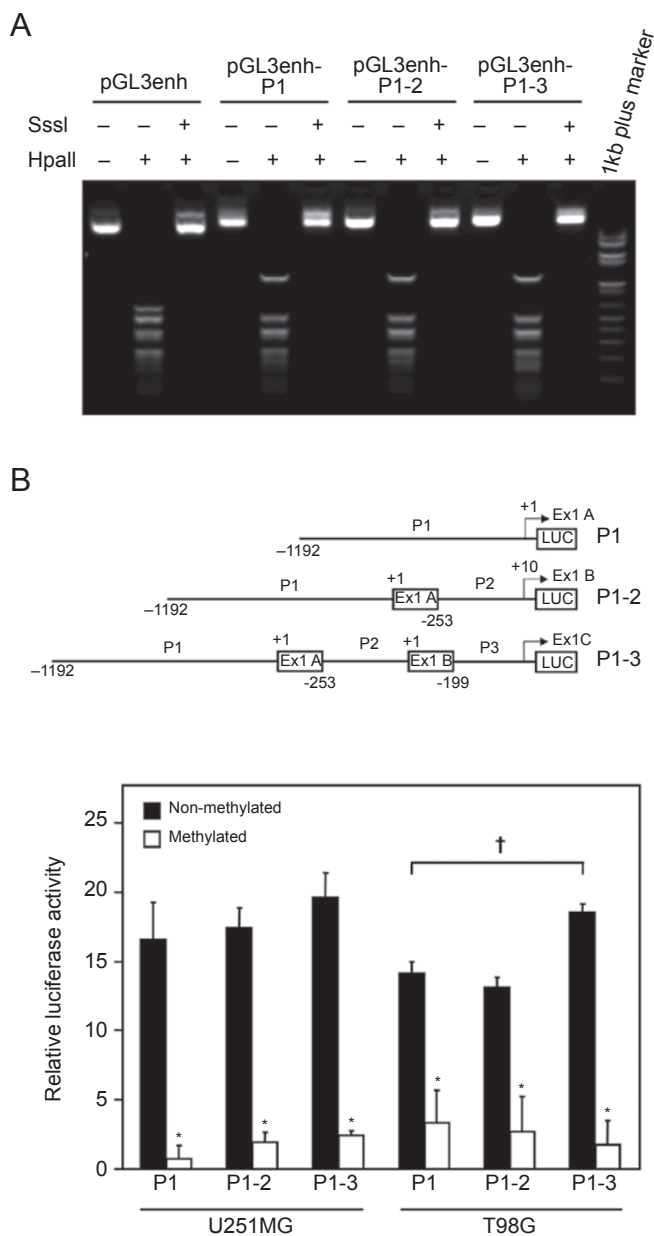 A
pGL3enh
pGL3enh-
P1
pGL3enh-
P1-2
pGL3enh-
P1-3
1kb plus marker
SssI – – + – – + – – + – – +
HpaII – + + – + + – + + – + +
B
P1
+1
Ex1 A
LUC
P1
–1192
P1
+1
Ex1 A
-253
P2
+10
Ex1 B
LUC
P1-2
–1192
P1
+1
Ex1 A
-253
P2
+1
Ex1 B
-199
P3
Ex1C
LUC
P1-3
–1192
Non-methylated
Methylated
†
Relative luciferase activity
25
20
15
10
5
0
* * * * * *
P1 P1-2 P1-3 P1 P1-2 P1-3
U251MG T98G